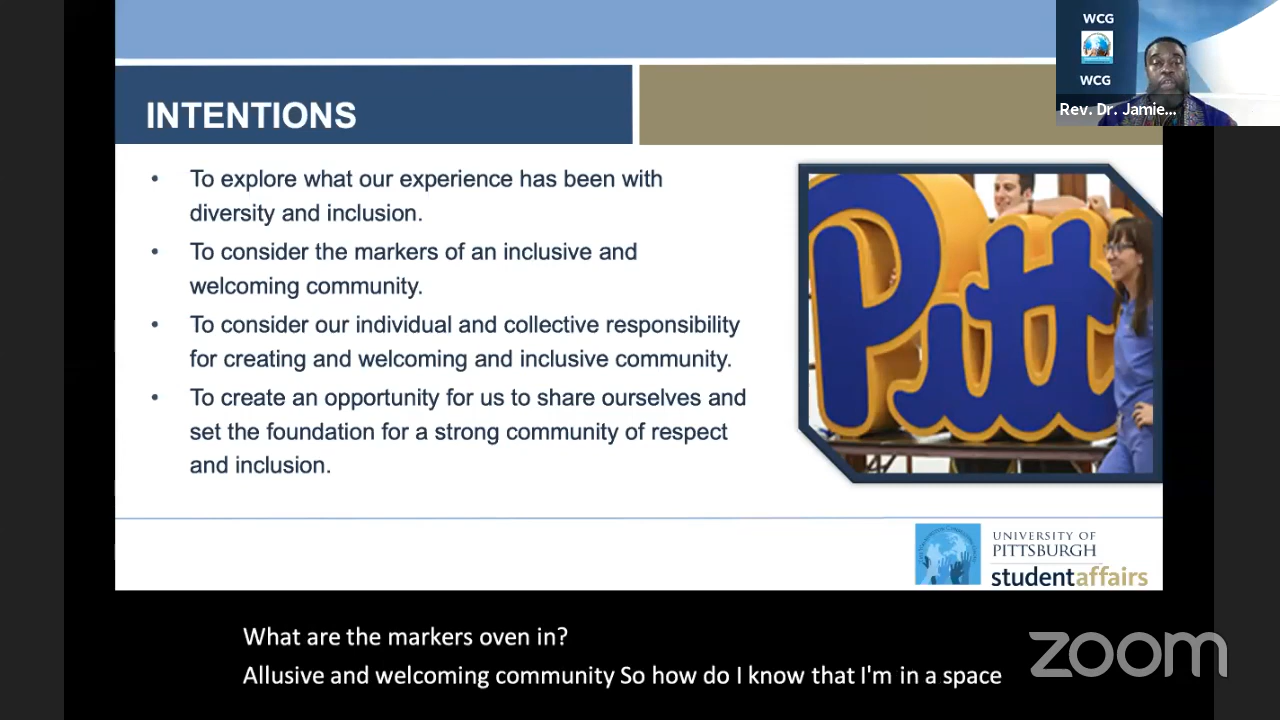 WCG
WCG
Rev. Dr. Jamie...
INTENTIONS
• To explore what our experience has been with
diversity and inclusion.
• To consider the markers of an inclusive and
welcoming community.
• To consider our individual and collective responsibility
for creating and welcoming and inclusive community.
• To create an opportunity for us to share ourselves and
set the foundation for a strong community of respect
and inclusion.
Pitt
UNIVERSITY OF
PITTSBURGH
studentaffairs
What are the markers oven in?
Allusive and welcoming community So how do I know that I'm in a space
zoom